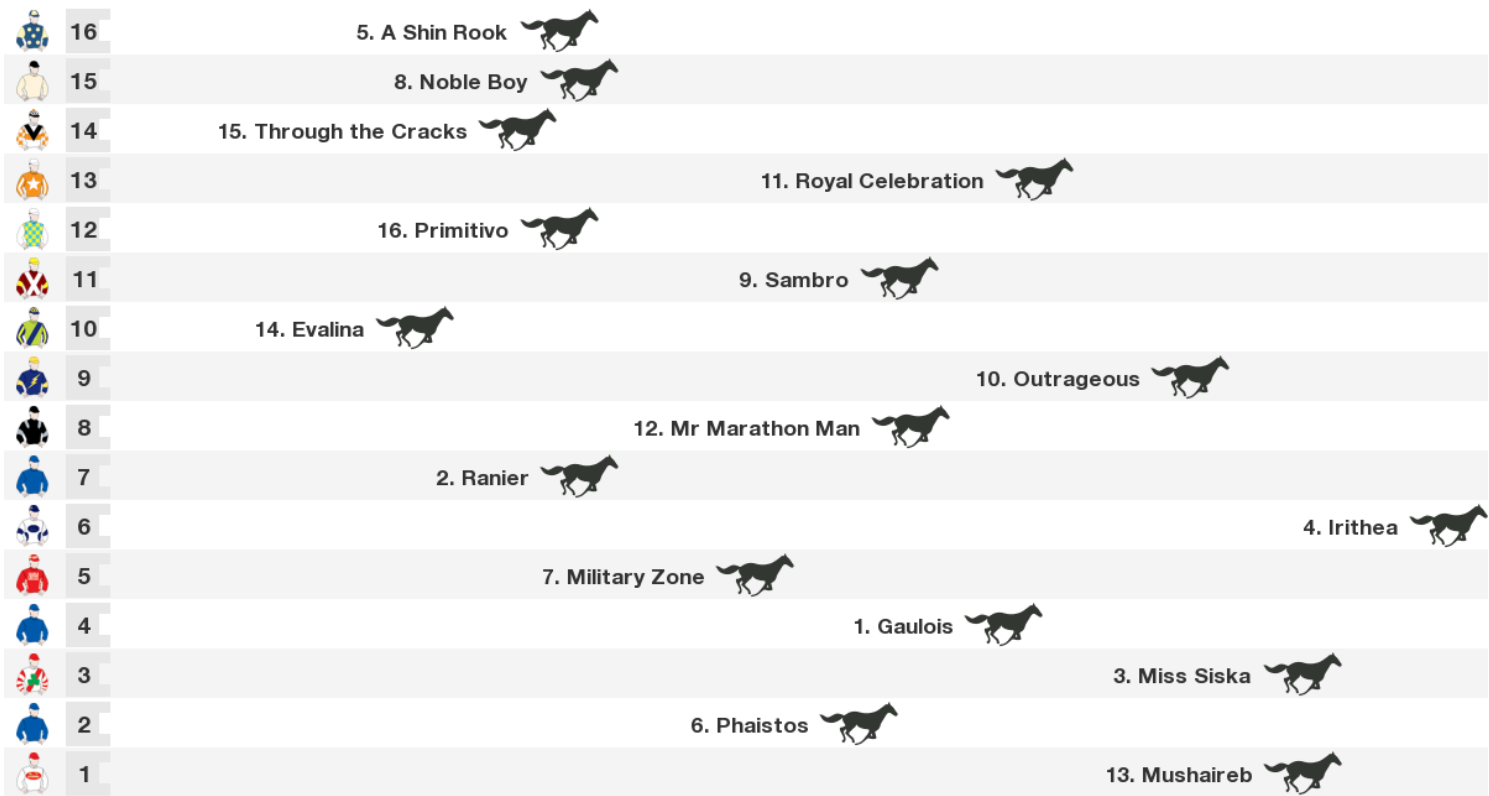 16 5. A Shin Rook
15 8. Noble Boy
14 15. Through the Cracks
13 11. Royal Celebration
12 16. Primitivo
11 9. Sambro
10 14. Evalina
9 10. Outrageous
8 12. Mr Marathon Man
7 2. Ranier
6 4. Irithea
5 7. Military Zone
4 1. Gaulois
3 3. Miss Siska
2 6. Phaistos
1 13. Mushaireb